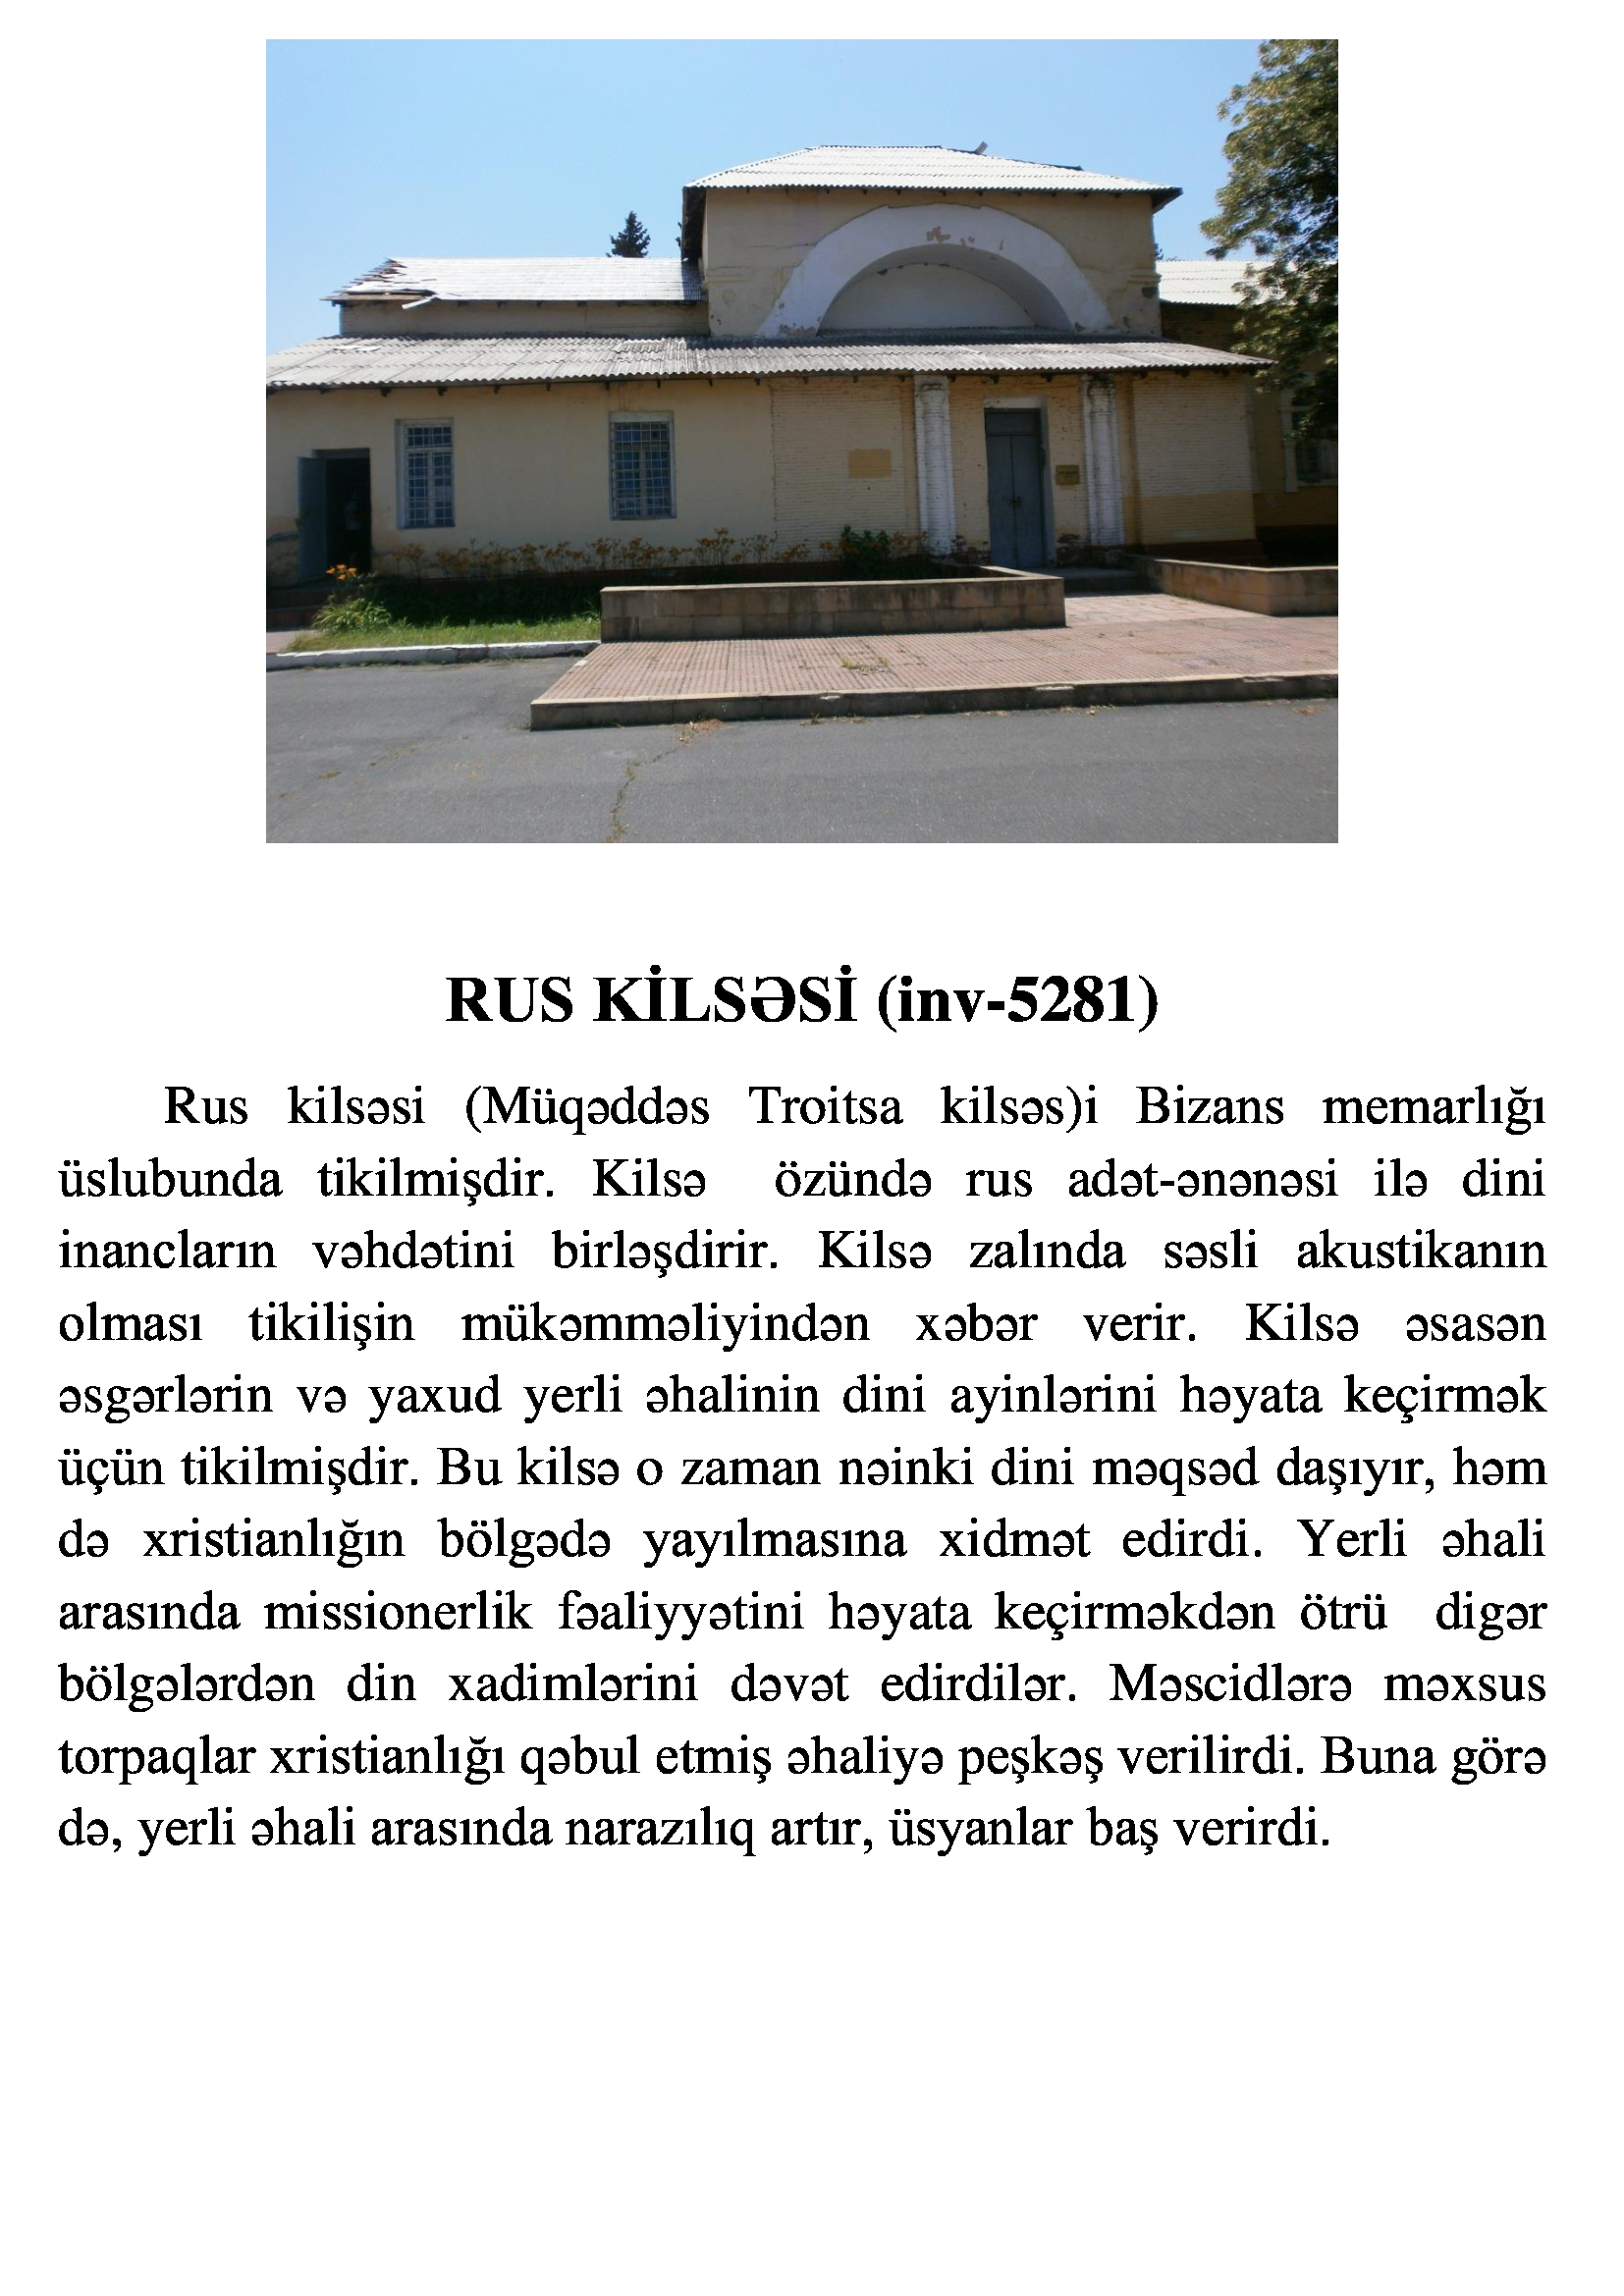 RUS KİLSƏSİ (inv-5281)
Rus kilsəsi (Müqəddəs Troitsa kilsəs)i Bizans memarlığı
üslubunda tikilmişdir. Kilsə özündə rus adət-ənənəsi ilə dini
inancların vəhdətini birləşdirir. Kilsə zalında səsli akustikanın
olması tikilişin mükəmməliyindən xəbər verir. Kilsə əsasən
əsgərlərin və yaxud yerli əhalinin dini ayinlərini həyata keçirmək
üçün tikilmişdir. Bu kilsə o zaman nəinki dini məqsəd daşıyır, həm
də xristianlığın bölgədə yayılmasına xidmət edirdi. Yerli əhali
arasında missionerlik fəaliyyətini həyata keçirməkdən ötrü digər
bölgələrdən din xadimlərini dəvət edirdilər. Məscidlərə məxsus
torpaqlar xristianlığı qəbul etmiş əhaliyə peşkəş verilirdi. Buna görə
də, yerli əhali arasında narazılıq artır, üsyanlar baş verirdi.